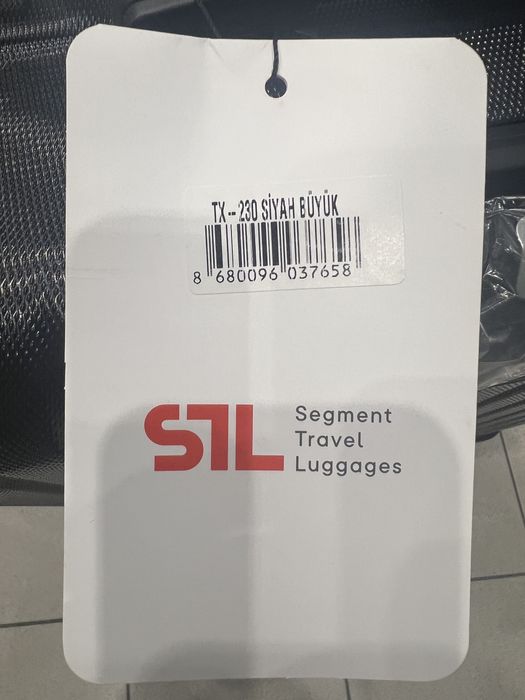 TX -- 230 SİYAH BÜYÜK
8 680096 037658
STL
Segment
Travel
Luggages